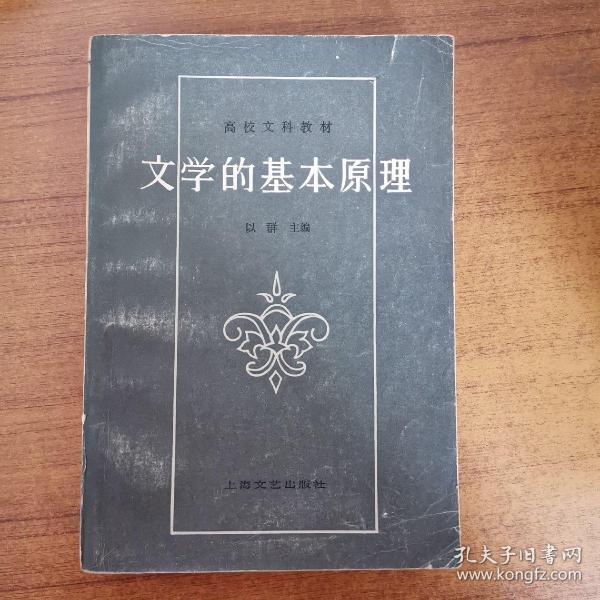 高校文科教材
文学的基本原理
以群 主编
上海文艺出版社
孔夫子旧书网
www.kongfz.com